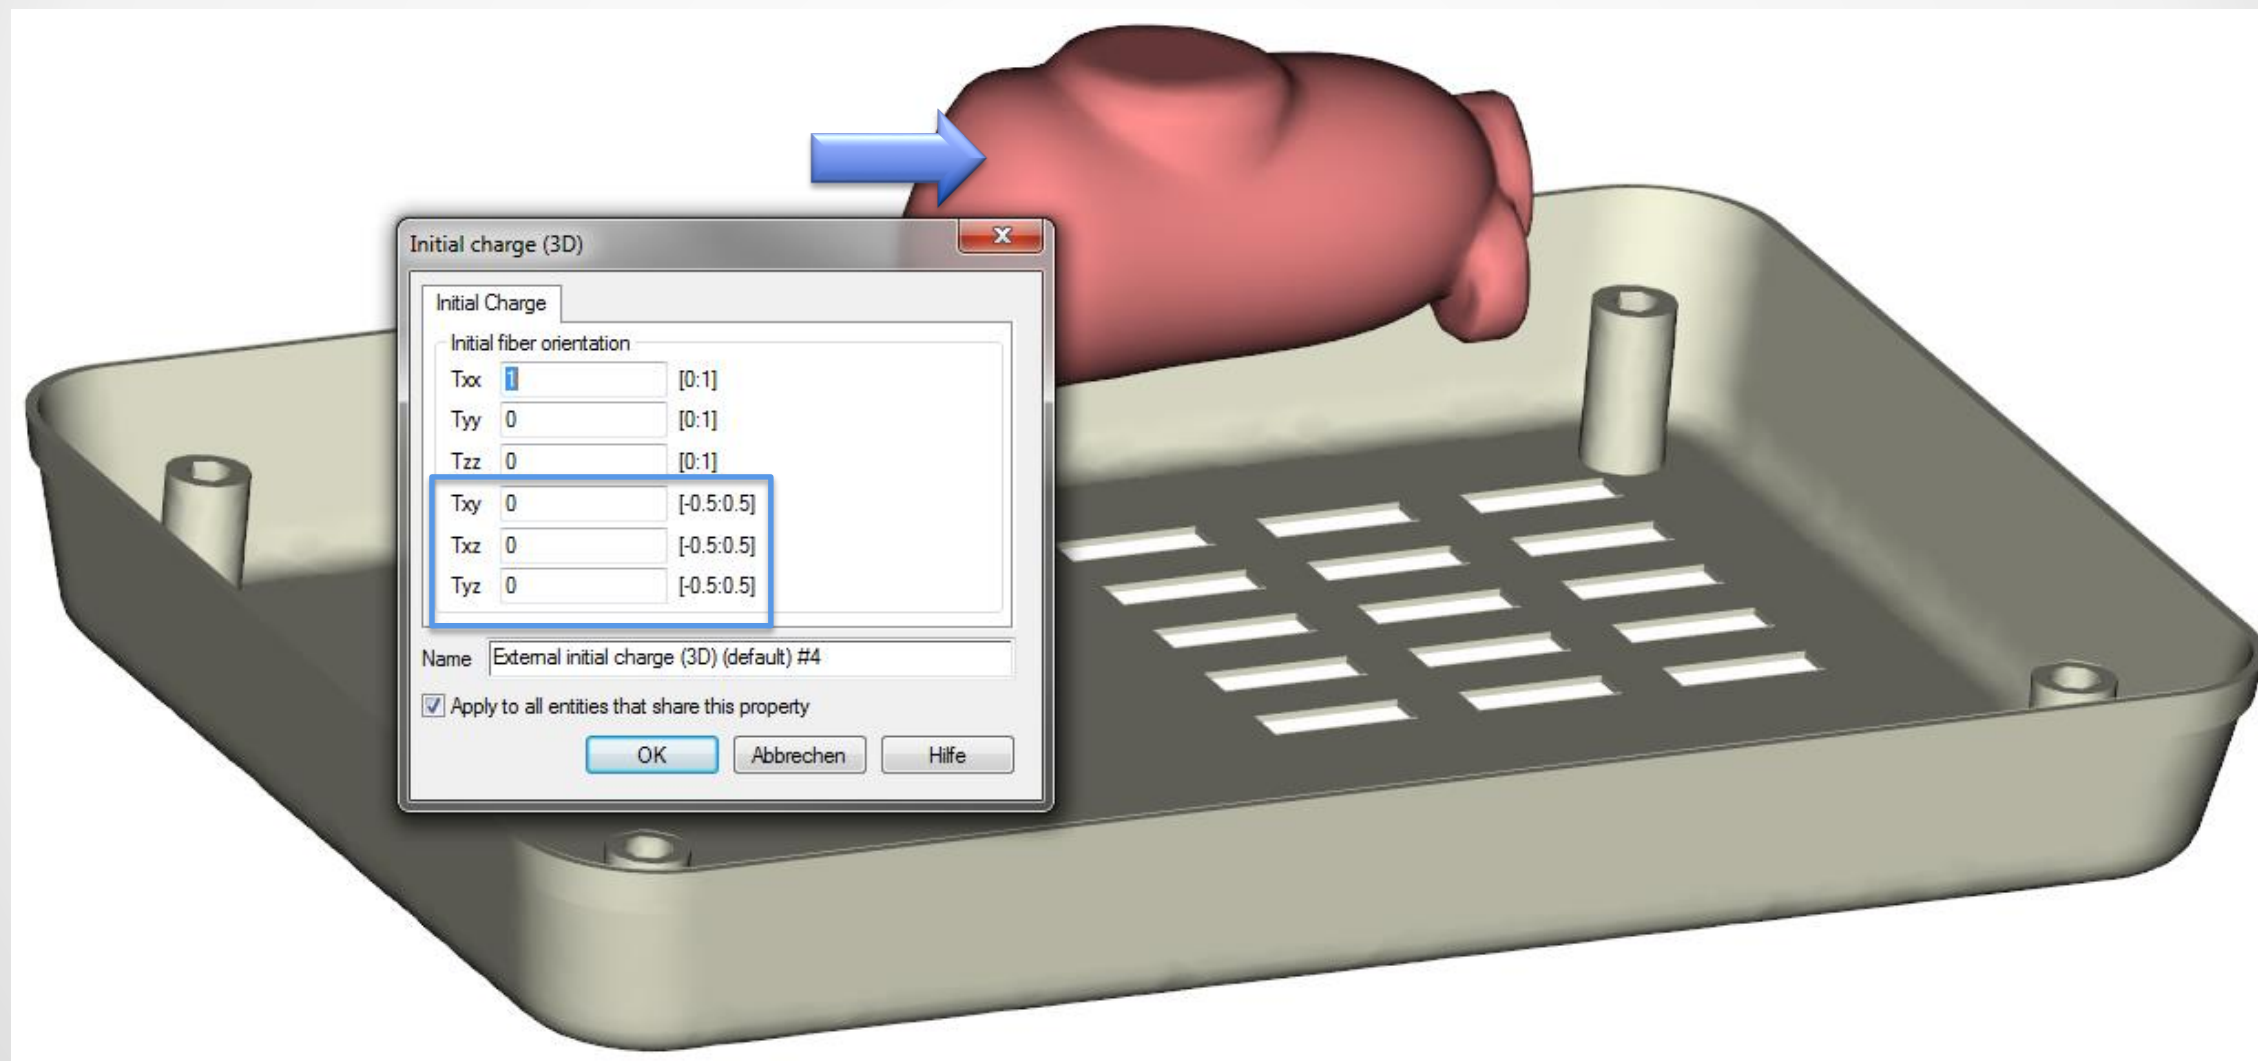 Initial charge (3D)
Initial Charge
Initial fiber orientation
Txx 1 [0:1]
Tyy 0 [0:1]
Tzz 0 [0:1]
Txy 0 [-0.5:0.5]
Txz 0 [-0.5:0.5]
Tyz 0 [-0.5:0.5]
Name External initial charge (3D) (default) #4
Apply to all entities that share this property
OK Abbrechen Hilfe